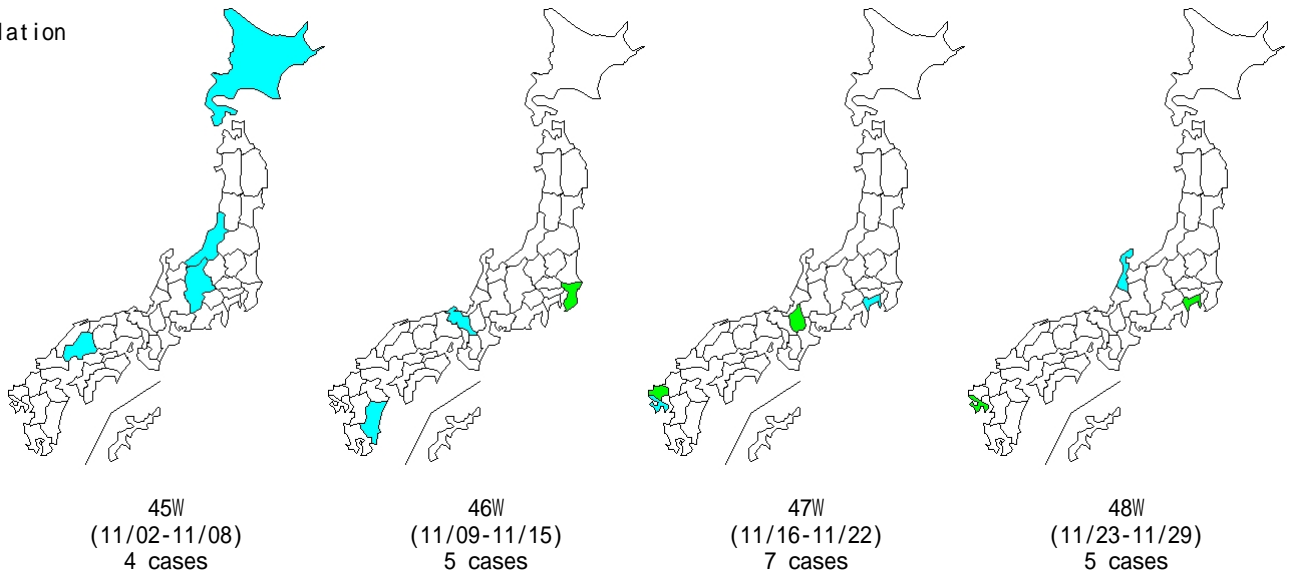 lation
45W
(11/02-11/08)
4 cases
46W
(11/09-11/15)
5 cases
47W
(11/16-11/22)
7 cases
48W
(11/23-11/29)
5 cases